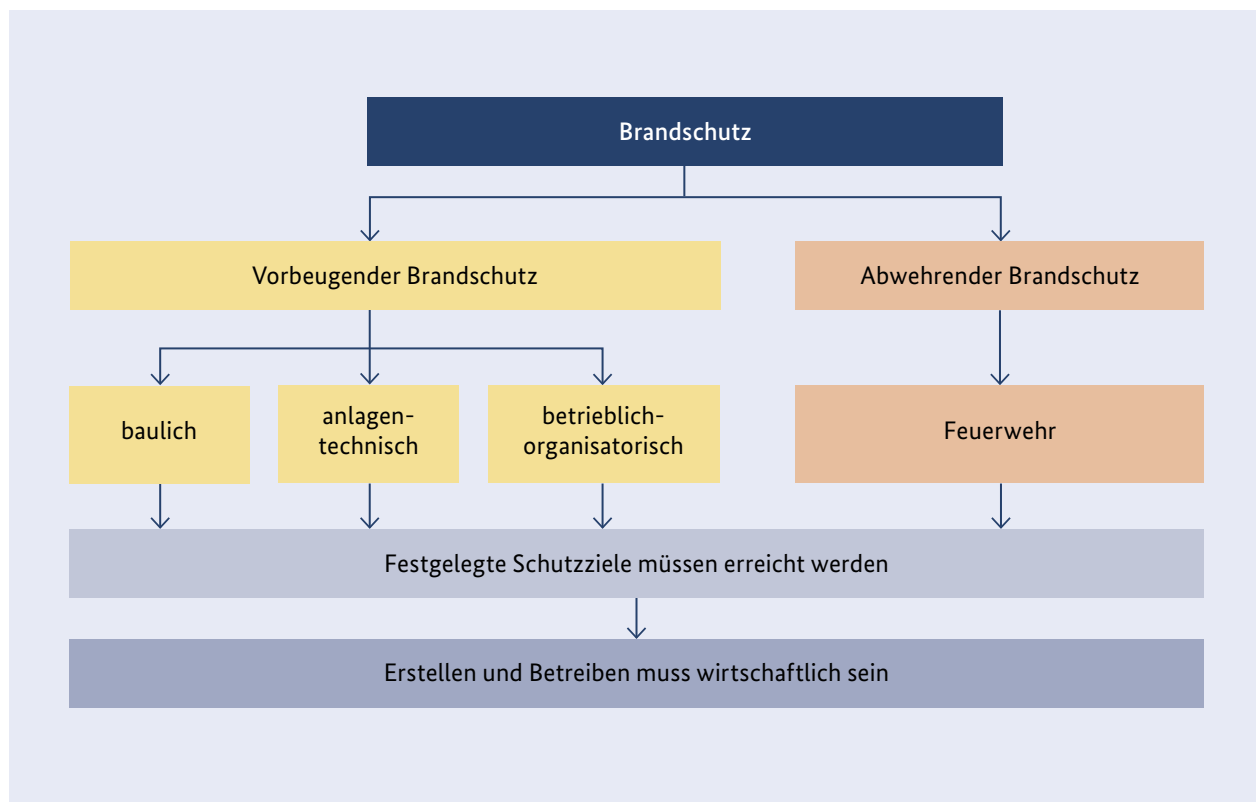 Brandschutz
Vorbeugender Brandschutz
Abwehrender Brandschutz
baulich
anlagen-
technisch
betrieblich-
organisatorisch
Feuerwehr
Festgelegte Schutzziele müssen erreicht werden
Erstellen und Betreiben muss wirtschaftlich sein